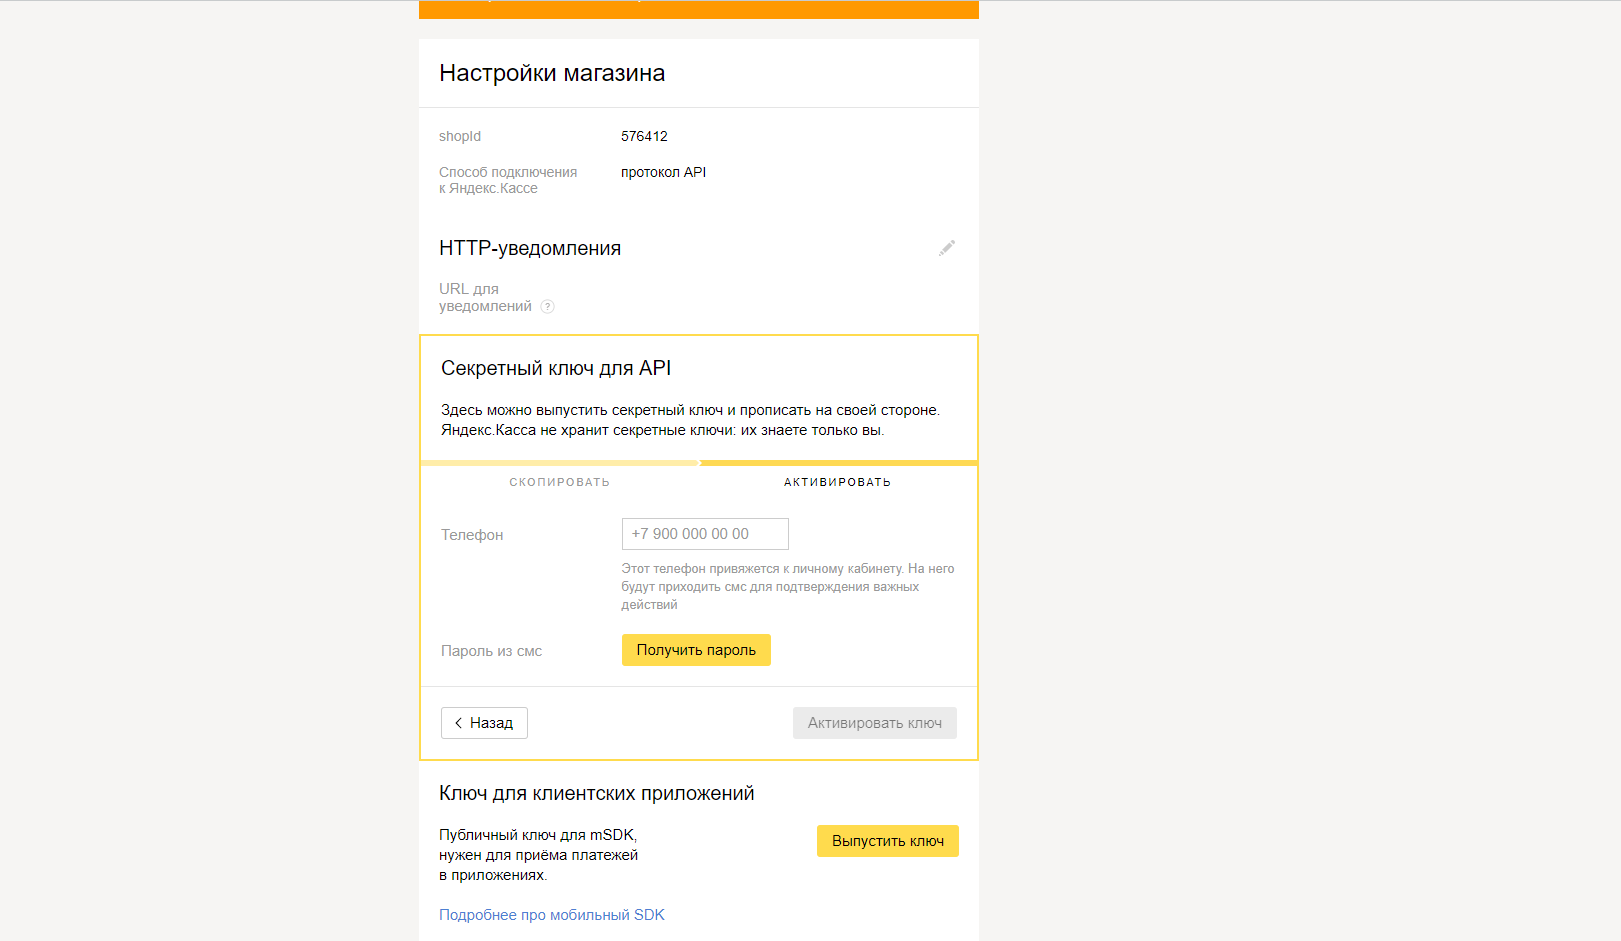 Настройки магазина
shopId 576412
Способ подключения протокол API
к Яндекс.Кассе
HTTP-уведомления
URL для
уведомлений ?
Секретный ключ для API
Здесь можно выпустить секретный ключ и прописать на своей стороне.
Яндекс.Касса не хранит секретные ключи: их знаете только вы.
СКОПИРОВАТЬ АКТИВИРОВАТЬ
Телефон +7 900 000 00 00
Этот телефон привяжется к личному кабинету. На него
будут приходить смс для подтверждения важных
действий
Пароль из смс Получить пароль
Назад Активировать ключ
Ключ для клиентских приложений
Публичный ключ для mSDK,
нужен для приёма платежей
в приложениях.
Выпустить ключ
Подробнее про мобильный SDK